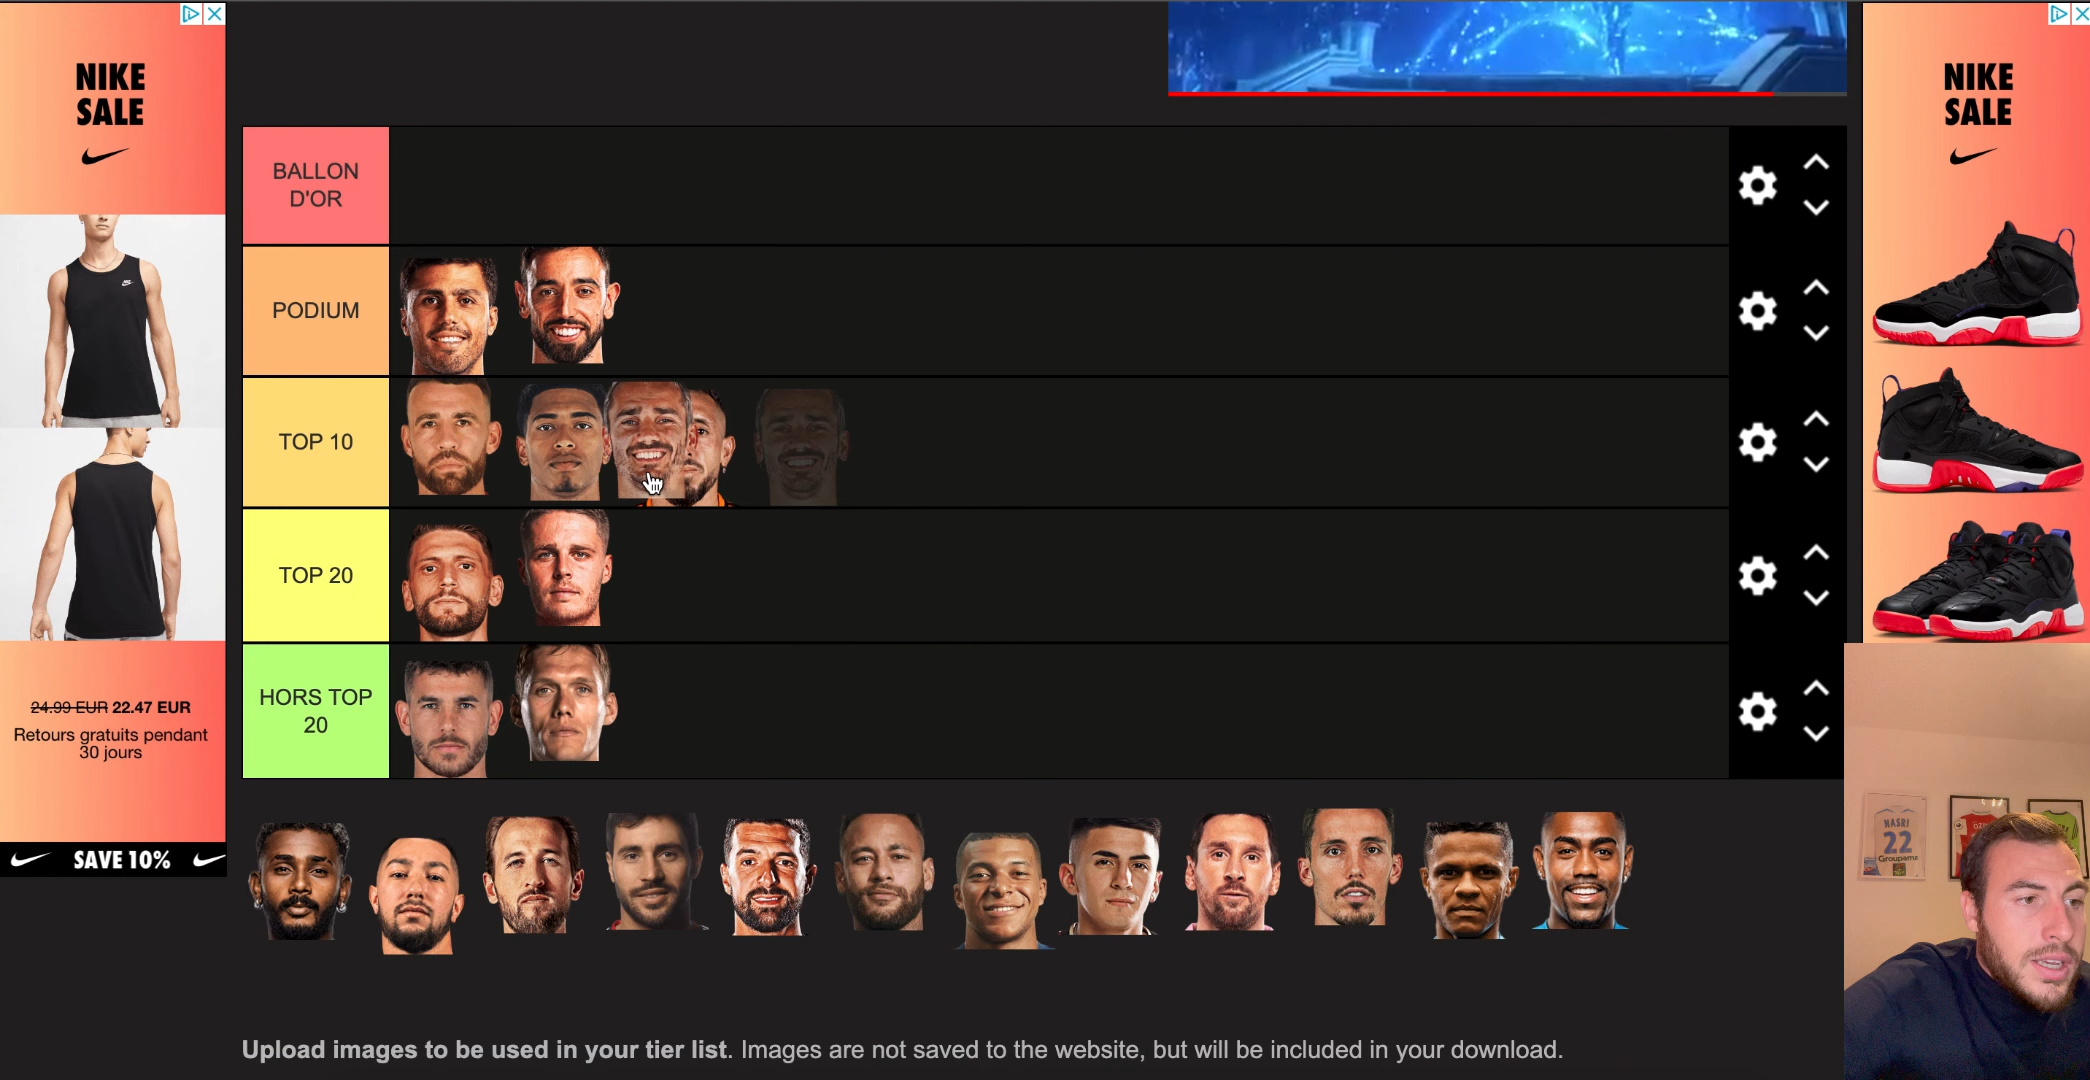 NIKE
SALE
NIKE
SALE
BALLON
D'OR
PODIUM
TOP 10
TOP 20
HORS TOP
20
24.99 EUR 22.47 EUR
Retours gratuits pendant
30 jours
SAVE 10%
NASRI
22
Groupama
Upload images to be used in your tier list. Images are not saved to the website, but will be included in your download.